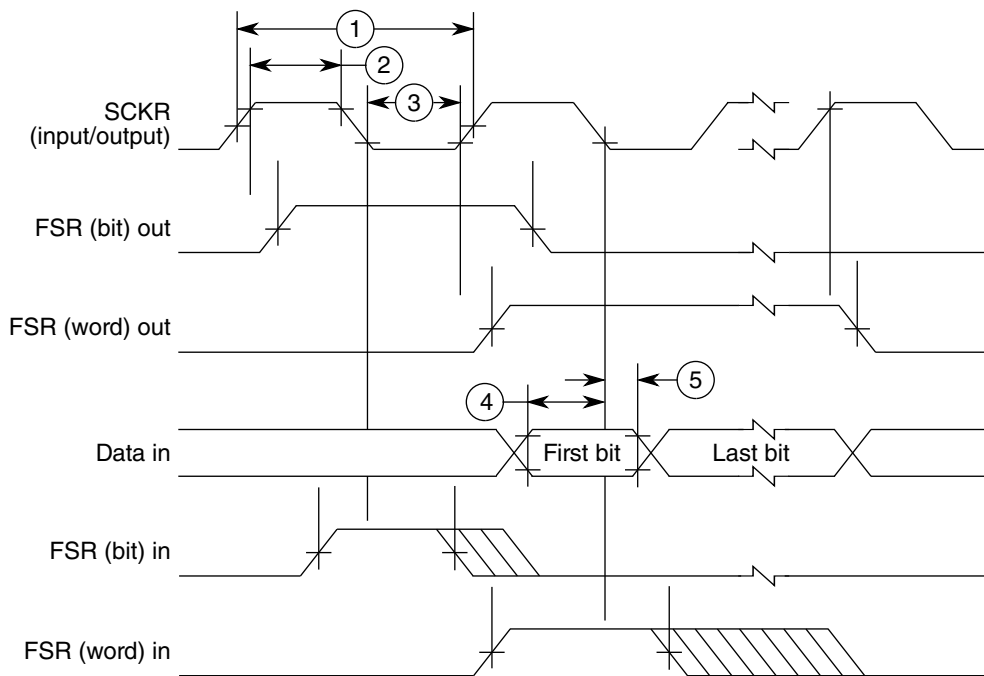 1
2
SCKR
(input/output)
3
FSR (bit) out
FSR (word) out
4
5
Data in
First bit
Last bit
FSR (bit) in
FSR (word) in